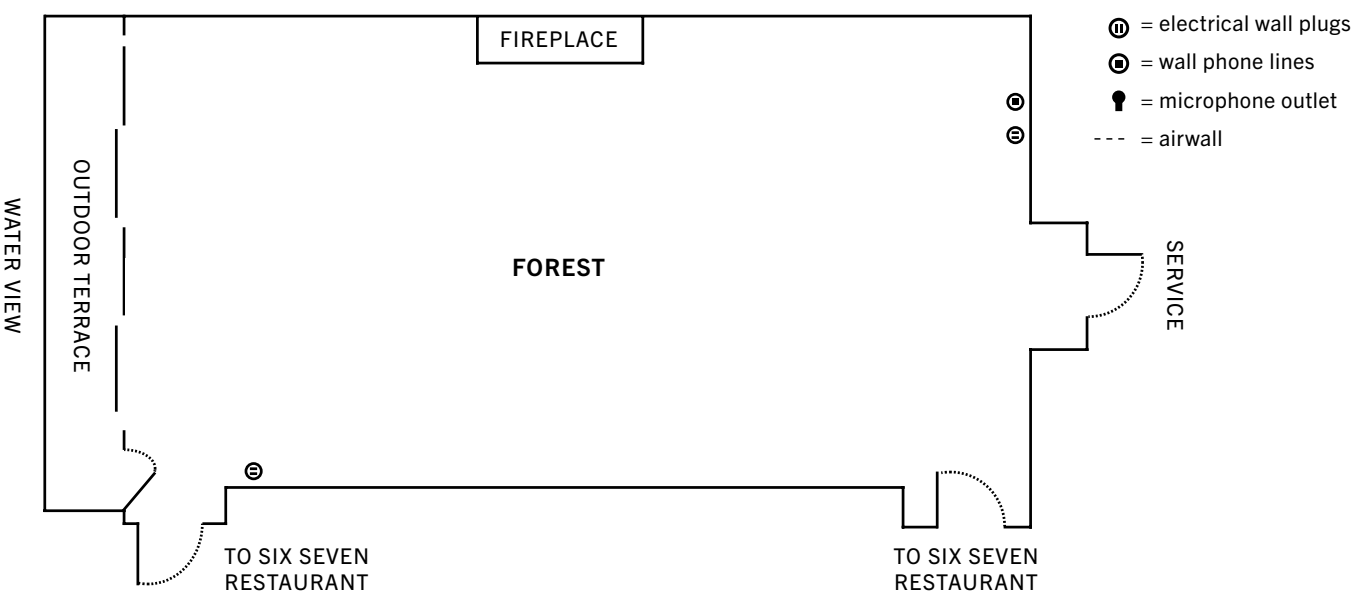 FIREPLACE
= electrical wall plugs
= wall phone lines
= microphone outlet
= airwall
WATER VIEW
OUTDOOR TERRACE
FOREST
SERVICE
TO SIX SEVEN
RESTAURANT
TO SIX SEVEN
RESTAURANT